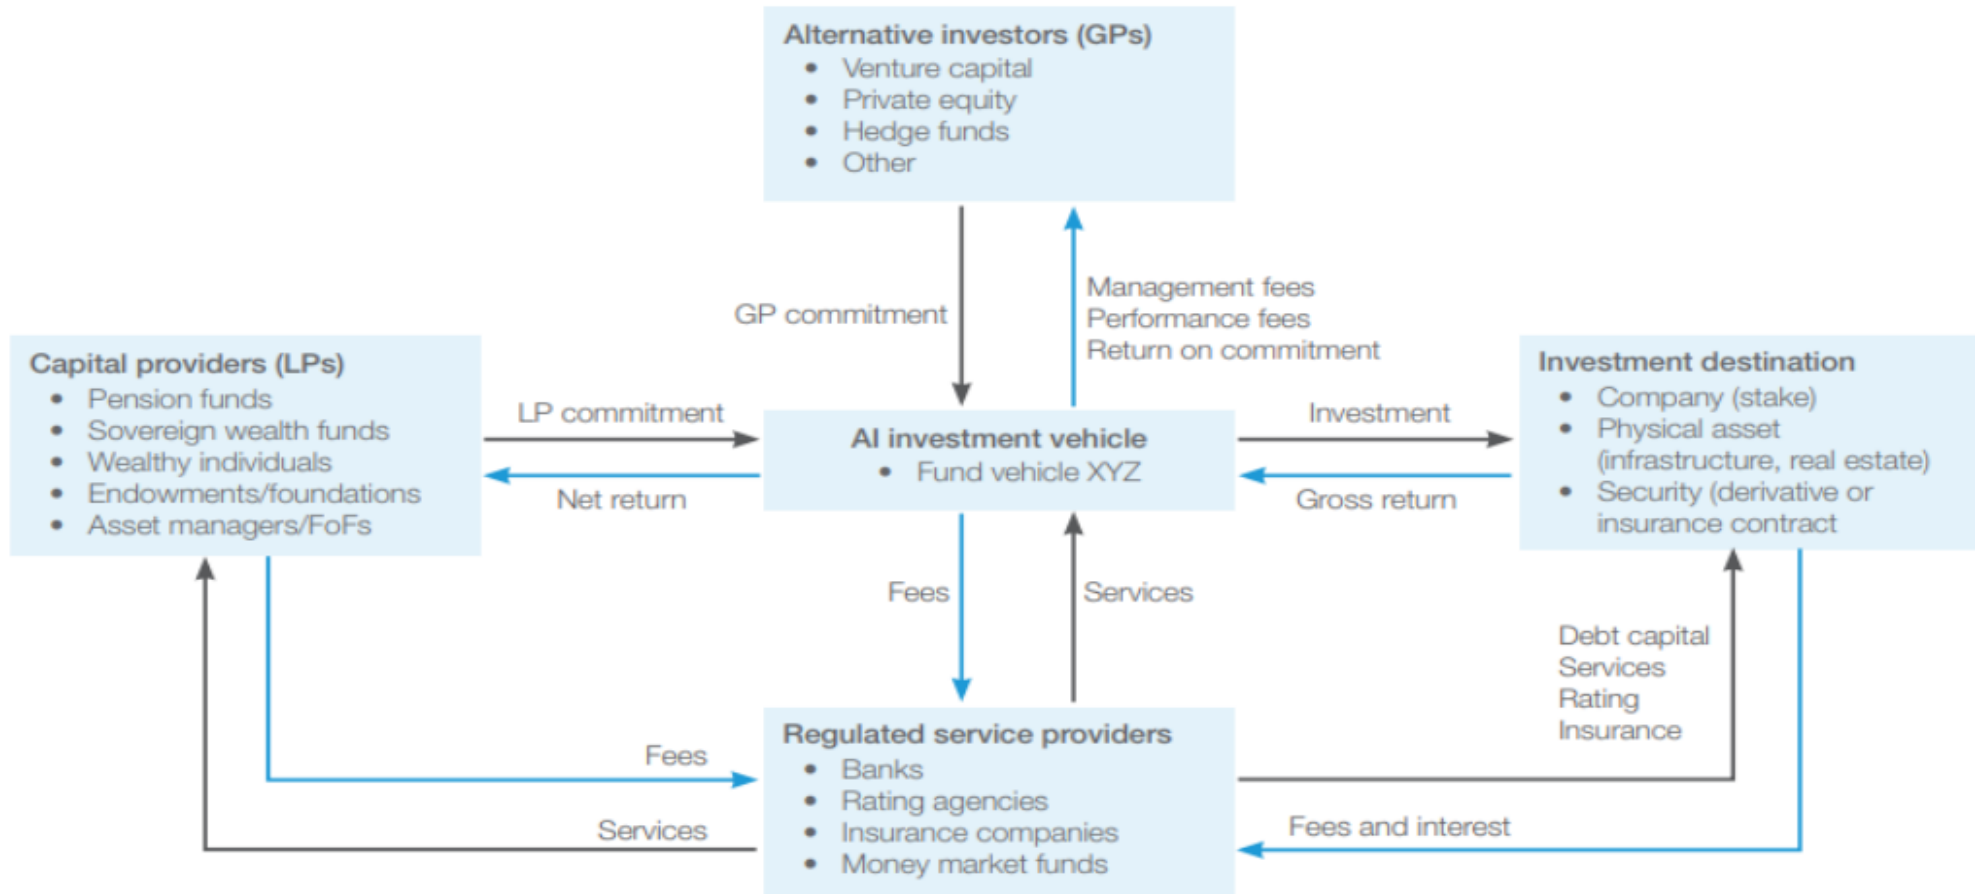 Alternative investors (GPs)
• Venture capital
• Private equity
• Hedge funds
• Other
GP commitment
Management fees
Performance fees
Return on commitment
Capital providers (LPs)
• Pension funds
• Sovereign wealth funds
• Wealthy individuals
• Endowments/foundations
• Asset managers/FoFs
LP commitment
Net return
AI investment vehicle
• Fund vehicle XYZ
Investment
Gross return
Investment destination
• Company (stake)
• Physical asset
(infrastructure, real estate)
• Security (derivative or
insurance contract
Fees
Services
Debt capital
Services
Rating
Insurance
Regulated service providers
• Banks
• Rating agencies
• Insurance companies
• Money market funds
Fees
Services
Fees and interest